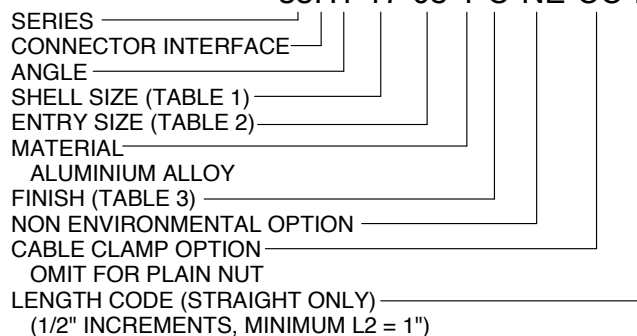 SERIES
CONNECTOR INTERFACE
ANGLE
SHELL SIZE (TABLE 1)
ENTRY SIZE (TABLE 2)
MATERIAL
ALUMINIUM ALLOY
FINISH (TABLE 3)
NON ENVIRONMENTAL OPTION
CABLE CLAMP OPTION
OMIT FOR PLAIN NUT
LENGTH CODE (STRAIGHT ONLY)
(1/2" INCREMENTS, MINIMUM L2 = 1")